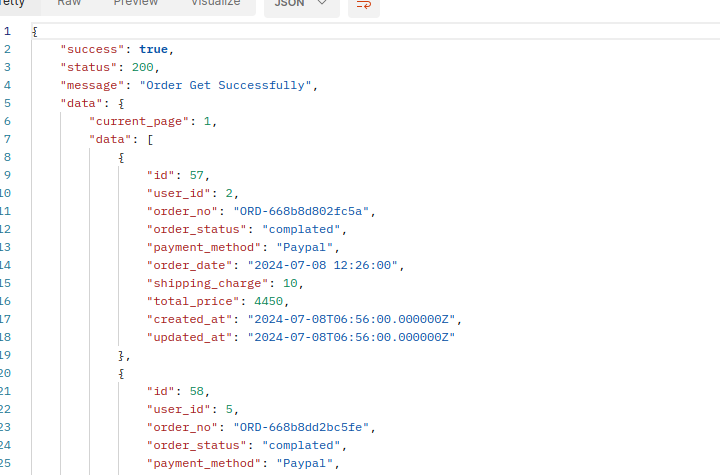 Pretty Raw Preview Visualize JSON
1 {
2 "success": true,
3 "status": 200,
4 "message": "Order Get Successfully",
5 "data": {
6 "current_page": 1,
7 "data": [
8 {
9 "id": 57,
10 "user_id": 2,
11 "order_no": "ORD-668b8d802fc5a",
12 "order_status": "complated",
13 "payment_method": "Paypal",
14 "order_date": "2024-07-08 12:26:00",
15 "shipping_charge": 10,
16 "total_price": 4450,
17 "created_at": "2024-07-08T06:56:00.000000Z",
18 "updated_at": "2024-07-08T06:56:00.000000Z"
19 },
20 {
21 "id": 58,
22 "user_id": 5,
23 "order_no": "ORD-668b8dd2bc5fe",
24 "order_status": "complated",
25 "payment_method": "Paypal",